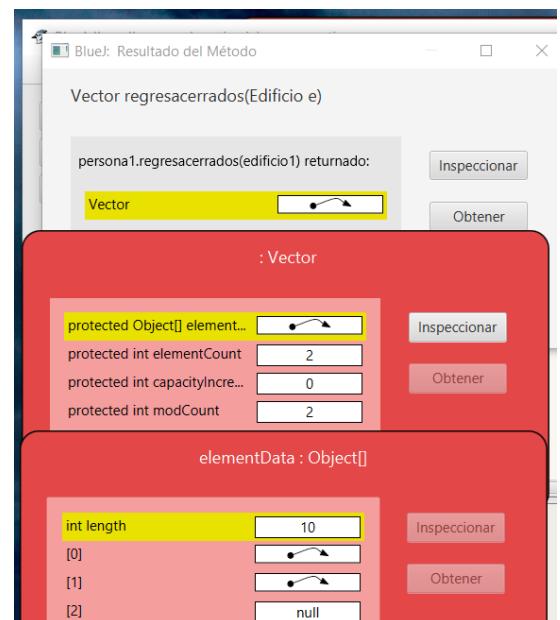 BlueJ: Resultado del Método
Vector regresacerrados(Edificio e)
persona1.regresacerrados(edificio1) returnado:
Inspeccionar
Vector
Obtener
: Vector
protected Object[] element...
Inspeccionar
protected int elementCount 2
protected int capacityIncre... 0
Obtener
protected int modCount 2
elementData : Object[]
int length 10
Inspeccionar
[0]
[1]
Obtener
[2] null